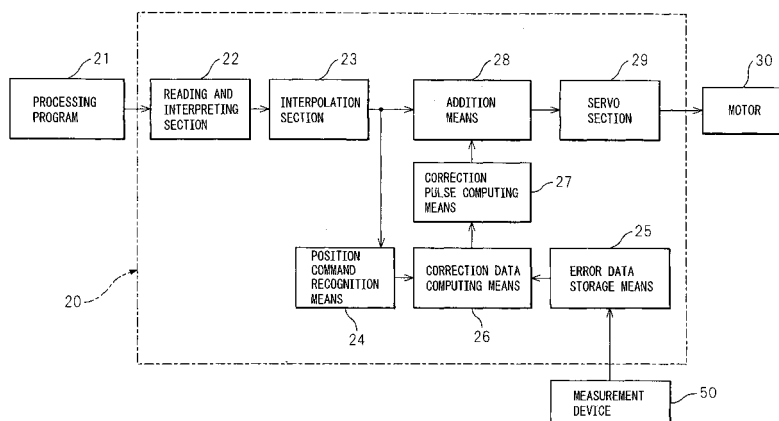 21
PROCESSING
PROGRAM
22
READING AND
INTERPRETING
SECTION
23
INTERPOLATION
SECTION
28
ADDITION
MEANS
29
SERVO
SECTION
30
MOTOR
CORRECTION
PULSE COMPUTING
MEANS
27
POSITION
COMMAND
RECOGNITION
MEANS
24
CORRECTION DATA
COMPUTING MEANS
26
25
ERROR DATA
STORAGE MEANS
20
MEASUREMENT
DEVICE
50